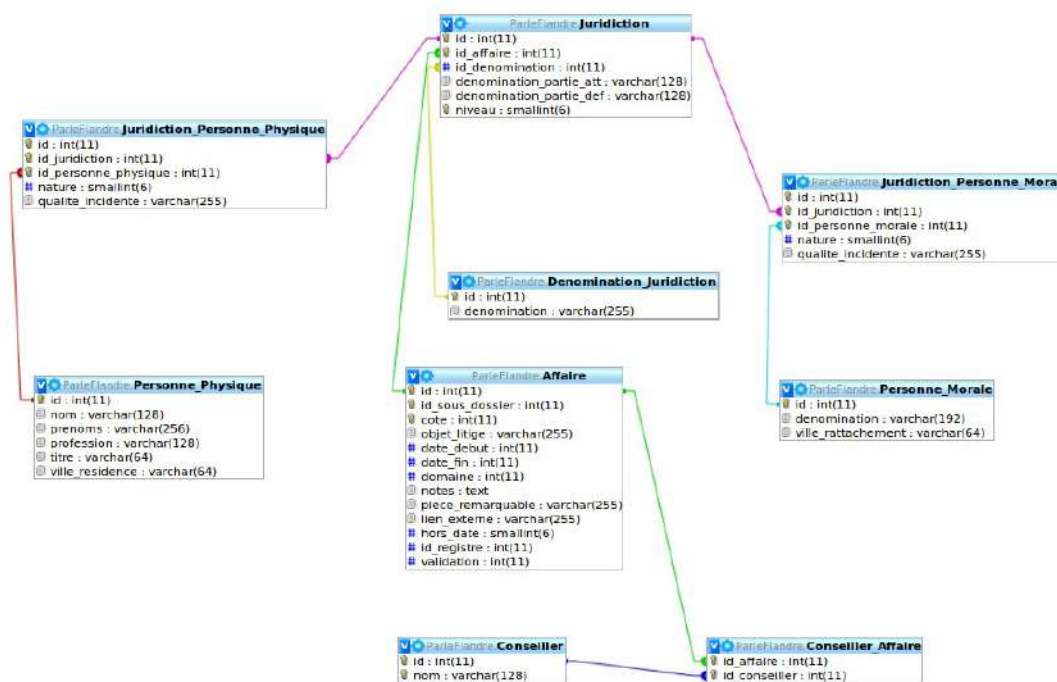 ParleFlandre.Juridiction
id : int(11)
id_affaire : int(11)
id_denomination : int(11)
denomination_partie_att : varchar(128)
denomination_partie_def : varchar(128)
niveau : smallint(6)
ParleFlandre.Juridiction_Personne_Physique
id : int(11)
id_juridiction : int(11)
id_personne_physique : int(11)
nature : smallint(6)
qualite_incidente : varchar(255)
ParleFlandre.Juridiction_Personne_Mora
id : int(11)
id_juridiction : int(11)
id_personne_morale : int(11)
nature : smallint(6)
qualite_incidente : varchar(255)
ParleFlandre.Denomination_Juridiction
id : int(11)
denomination : varchar(255)
ParleFlandre.Personne_Physique
id : int(11)
nom : varchar(128)
prenoms : varchar(256)
profession : varchar(128)
titre : varchar(64)
ville_residence : varchar(64)
ParleFlandre.Affaire
id : int(11)
id_sous_dossier : int(11)
cote : int(11)
objet_litige : varchar(255)
date_debut : int(11)
date_fin : int(11)
domaine : int(11)
notes : text
piece_remarquable : varchar(255)
lien_externe : varchar(255)
hors_date : smallint(6)
id_registre : int(11)
validation : int(11)
ParleFlandre.Personne_Morale
id : int(11)
denomination : varchar(192)
ville_rattachement : varchar(64)
ParleFlandre.Conseiller
id : int(11)
nom : varchar(128)
ParleFlandre.Conseiller_Affaire
id_affaire : int(11)
id_conseiller : int(11)